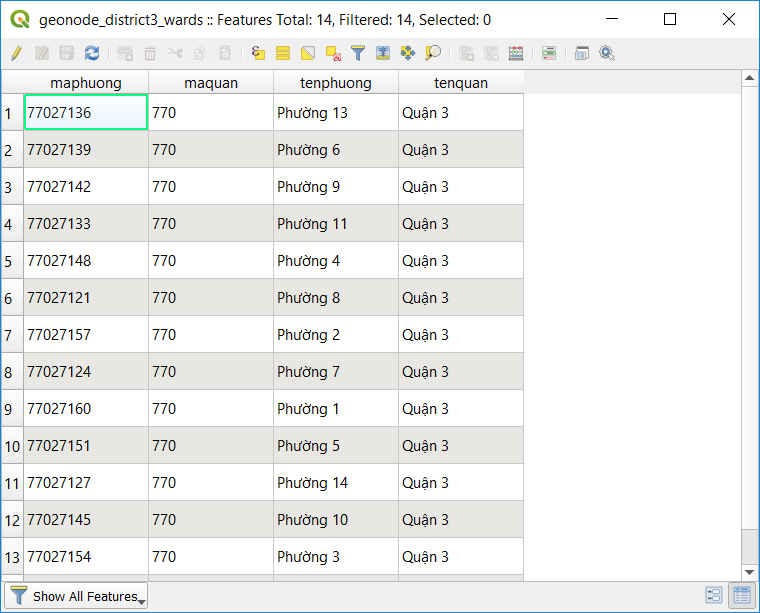 geonode_district3_wards :: Features Total: 14, Filtered: 14, Selected: 0
maphuong maquan tenphuong tenquan
1 77027136 770 Phường 13 Quận 3
2 77027139 770 Phường 6 Quận 3
3 77027142 770 Phường 9 Quận 3
4 77027133 770 Phường 11 Quận 3
5 77027148 770 Phường 4 Quận 3
6 77027121 770 Phường 8 Quận 3
7 77027157 770 Phường 2 Quận 3
8 77027124 770 Phường 7 Quận 3
9 77027160 770 Phường 1 Quận 3
10 77027151 770 Phường 5 Quận 3
11 77027127 770 Phường 14 Quận 3
12 77027145 770 Phường 10 Quận 3
13 77027154 770 Phường 3 Quận 3
Show All Features